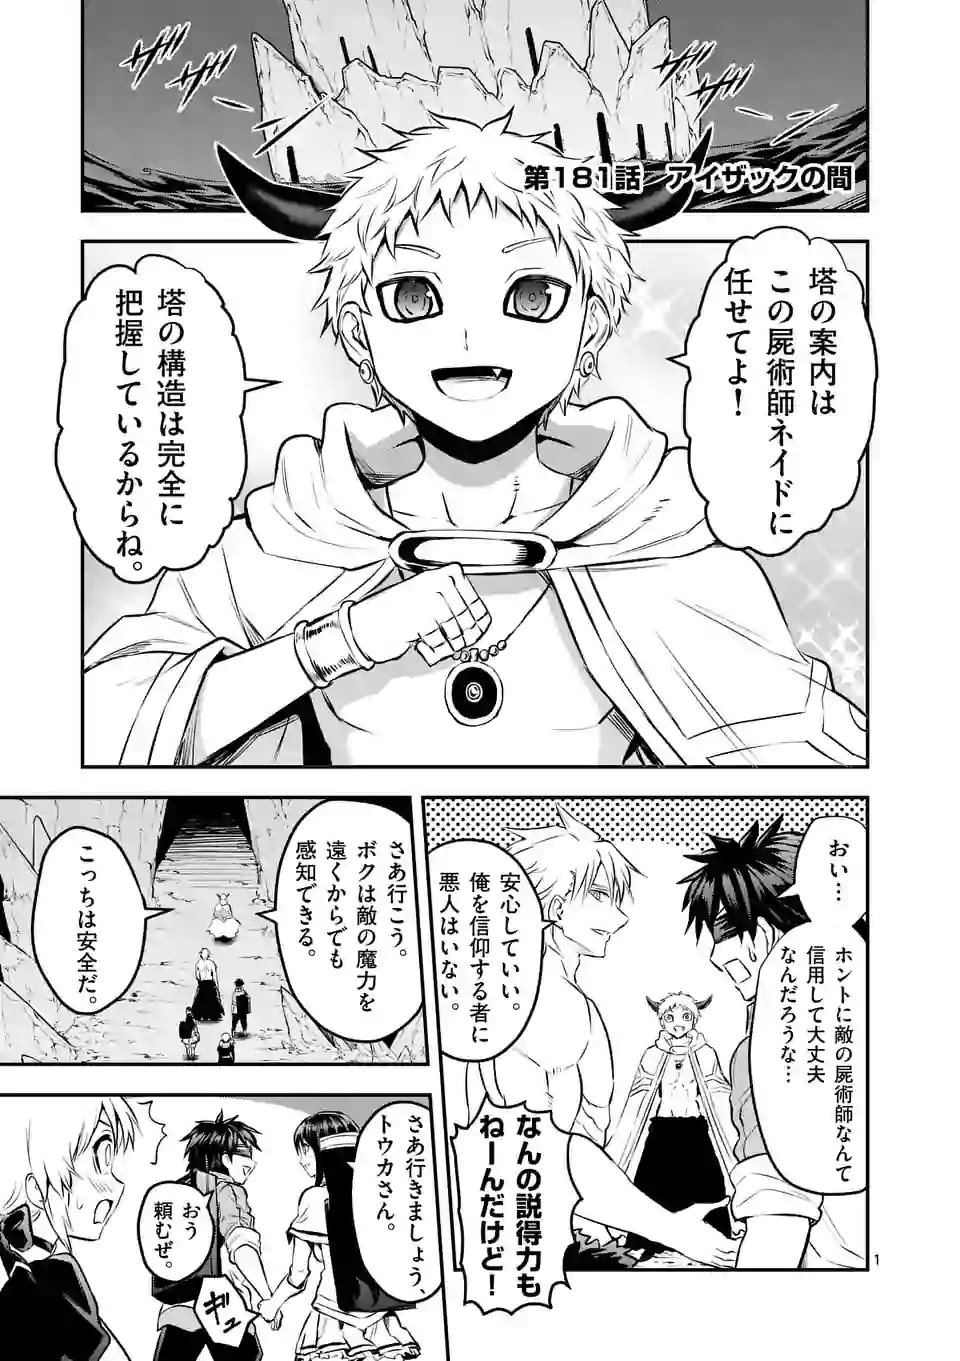 ザッザッ
ザッザッ
第181話　アイザックの間
塔の案内は
この屍術師ネイドに
任せてよ！
塔の構造は完全に
把握しているからね。
おい…
ホントに敵の屍術師なんて
信用して大丈夫
なんだろうな…
安心していい。
俺を信仰する者に
悪人はいない。
なんの説得力も
ねーんだけど！
さあ行こう。
ボクは敵の魔力を
遠くからでも
感知できる。
こっちは安全だ。
さあ行きましょう、
トウカさん。
おう
頼むぜ。
ギュ
1